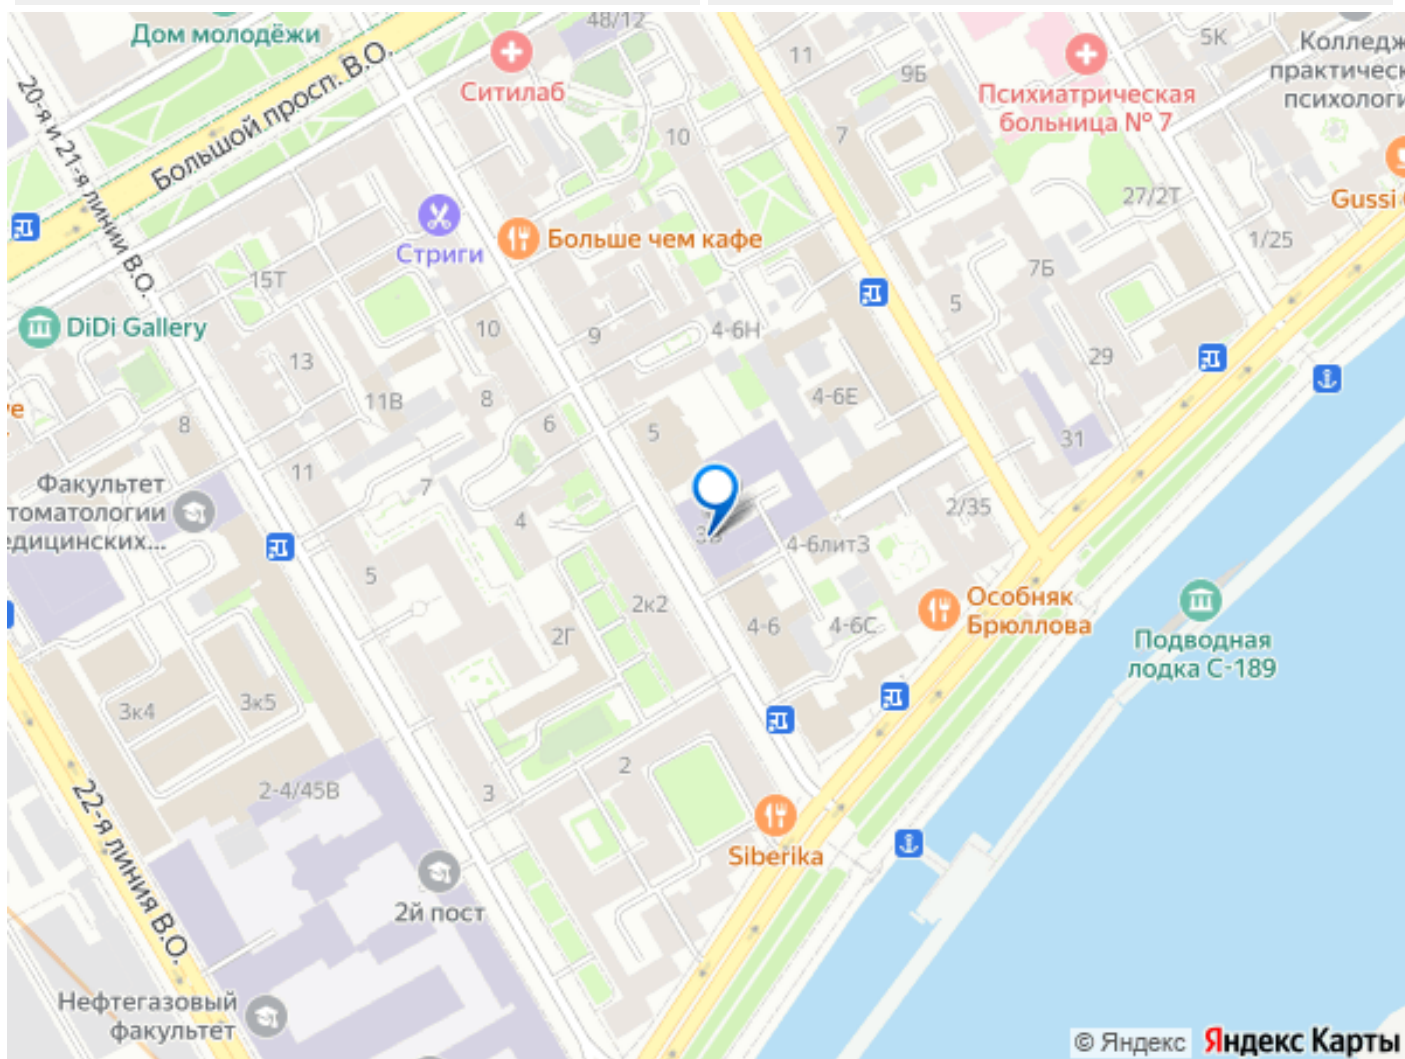 Дом молодёжи
48/12
Ситилаб
11
9Б
5К
Колледж
практическ
психологи
Психиатрическая
больница № 7
20-я и 21-я линии В.О.
Большой просп. В.О.
10
7
27/2Т
Gussi
1/25
Стриги
Больше чем кафе
15Т
7Б
5
DiDi Gallery
10
9
4-6Н
13
29
11В
8
4-6Е
6
8
5
31
11
Факультет
томатологии
едицинских...
7
4
2/35
4-6литЗ
5
2к2
Особняк
Брюллова
4-6
4-6С
2Г
Подводная
лодка С-189
3к4
3к5
2
2-4/45В
3
22-я линия В.О.
Siberika
2й пост
Нефтегазовый
факультет
© Яндекс Яндекс Карты